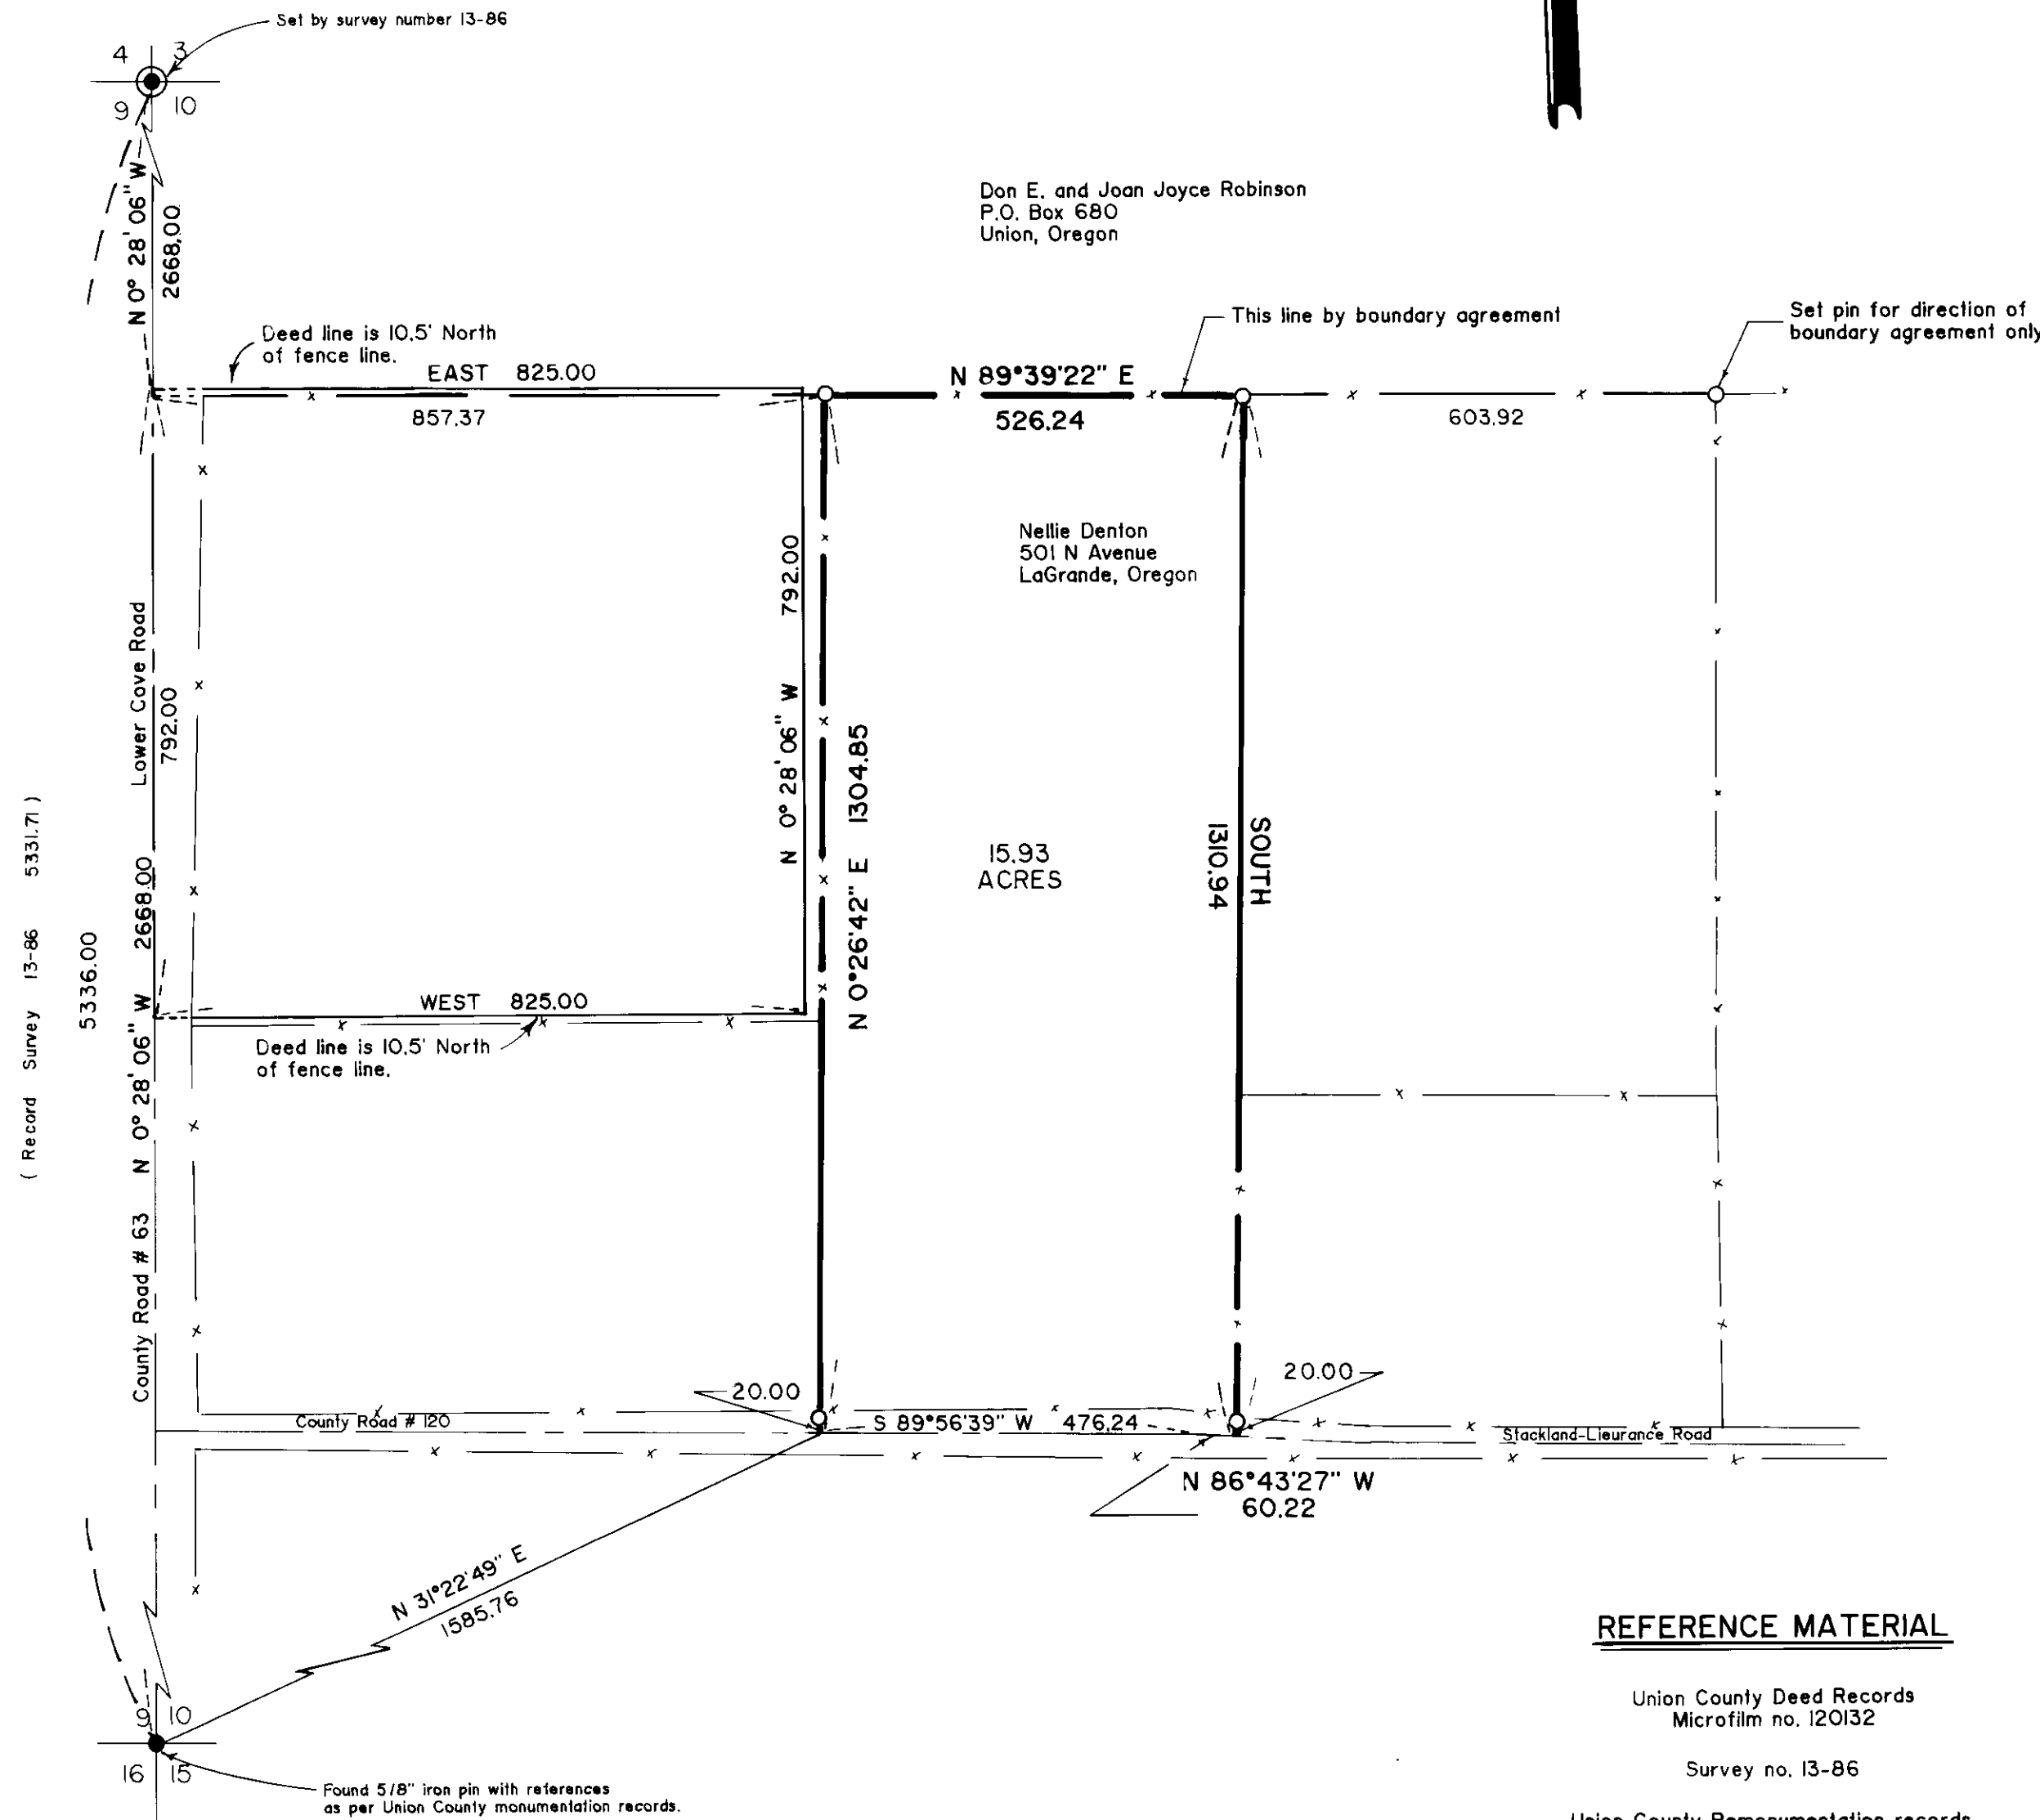 Set by survey number 13-86
4 3
9 10
N 0° 28' 06" W
2668.00
Don E. and Joan Joyce Robinson
P.O. Box 680
Union, Oregon
This line by boundary agreement
Set pin for direction of
boundary agreement only
Deed line is 10.5' North
of fence line.
EAST 825.00
857.37
N 89°39'22" E
526.24
603.92
Nellie Denton
501 N Avenue
LaGrande, Oregon
792.00
N 0° 28' 06" W
Lower Cove Road
792.00
N 0°26'42" E 1304.85
15.93
ACRES
SOUTH
1310.94
( Record Survey 13-86 5331.71 )
5336.00
County Road # 63 N 0° 28' 06" W 2668.00
WEST 825.00
Deed line is 10.5' North
of fence line.
20.00
20.00
County Road # 120
S 89°56'39" W 476.24
Stackland-Lieurance Road
N 86°43'27" W
60.22
N 31°22'49" E
1585.76
REFERENCE MATERIAL
Union County Deed Records
Microfilm no. 120132
Survey no. 13-86
Union County Remonumentation records
9 10
16 15
Found 5/8" iron pin with references
as per Union County monumentation records.